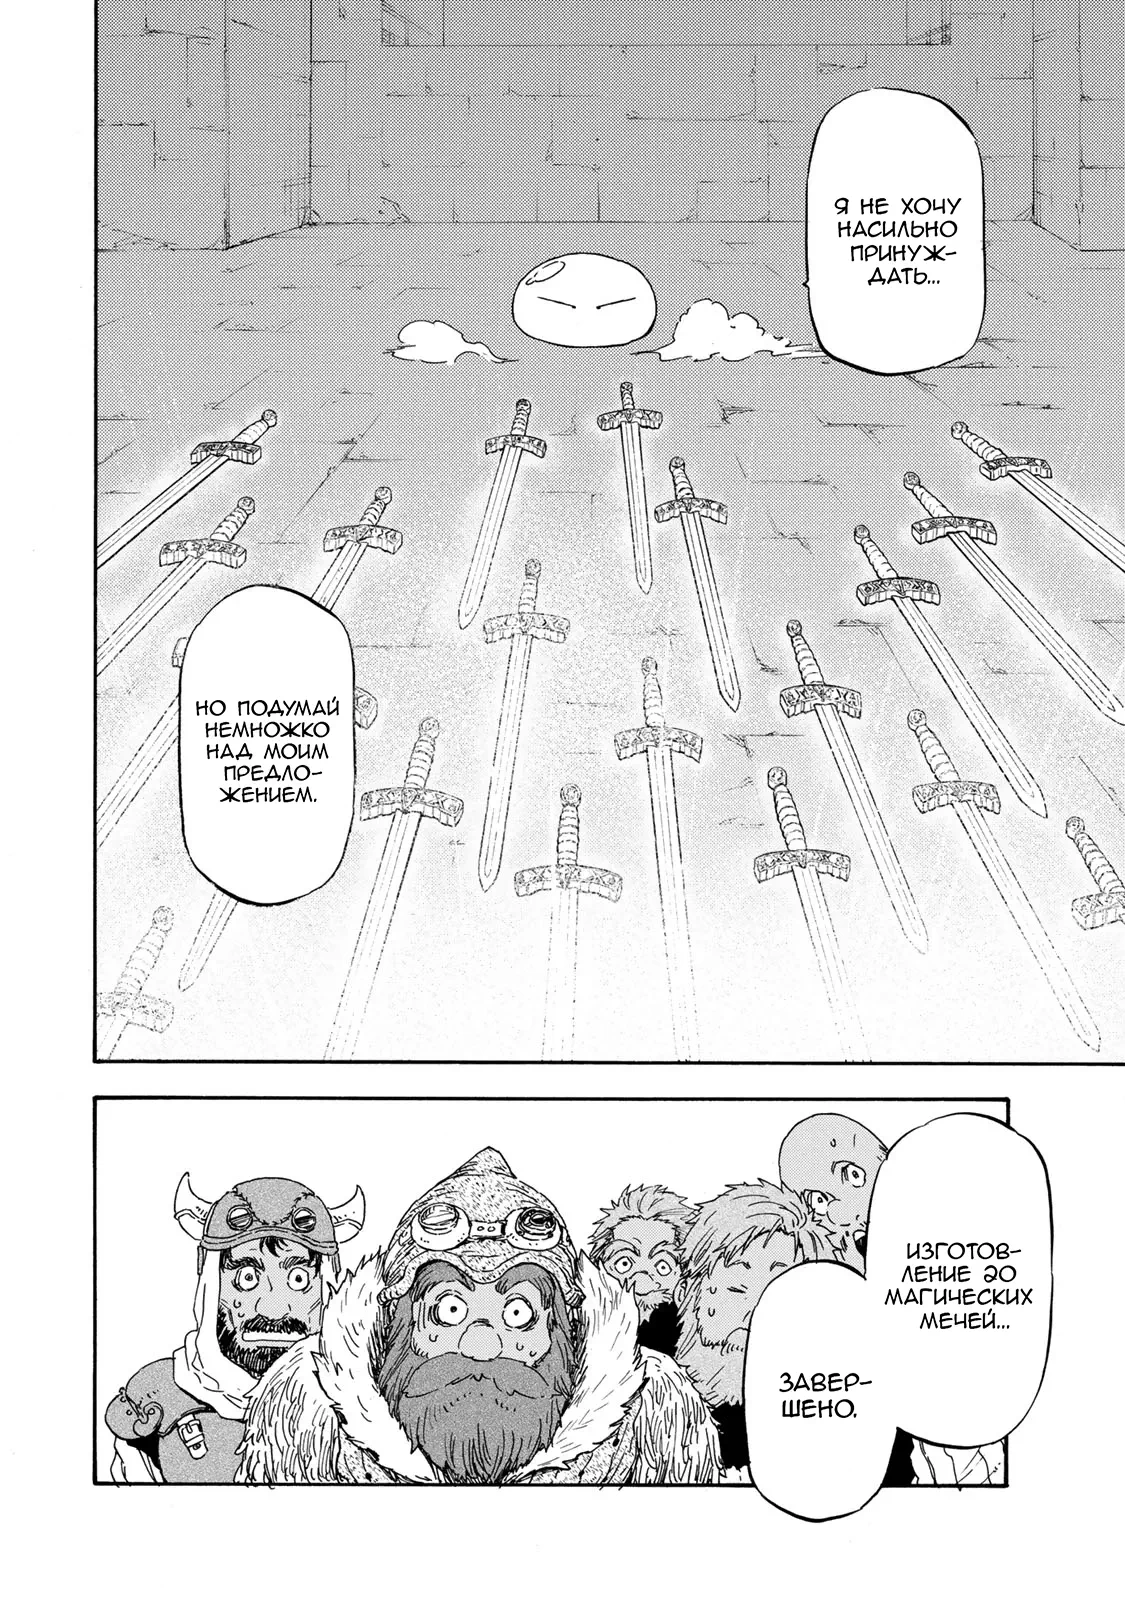 Я НЕ ХОЧУ
НАСИЛЬНО
ПРИНУЖ-
ДАТЬ...
НО ПОДУМАЙ
НЕМНОЖКО
НАД МОИМ
ПРЕДЛО-
ЖЕНИЕМ.
ИЗГОТОВ-
ЛЕНИЕ 20
МАГИЧЕСКИХ
МЕЧЕЙ...
ЗАВЕР-
ШЕНО.